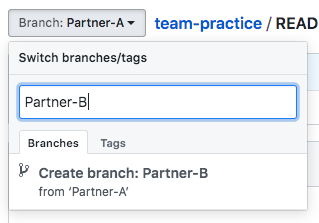 Branch: Partner-A team-practice / READ
Switch branches/tags
Partner-B
Branches Tags
Create branch: Partner-B
from ‘Partner-A’